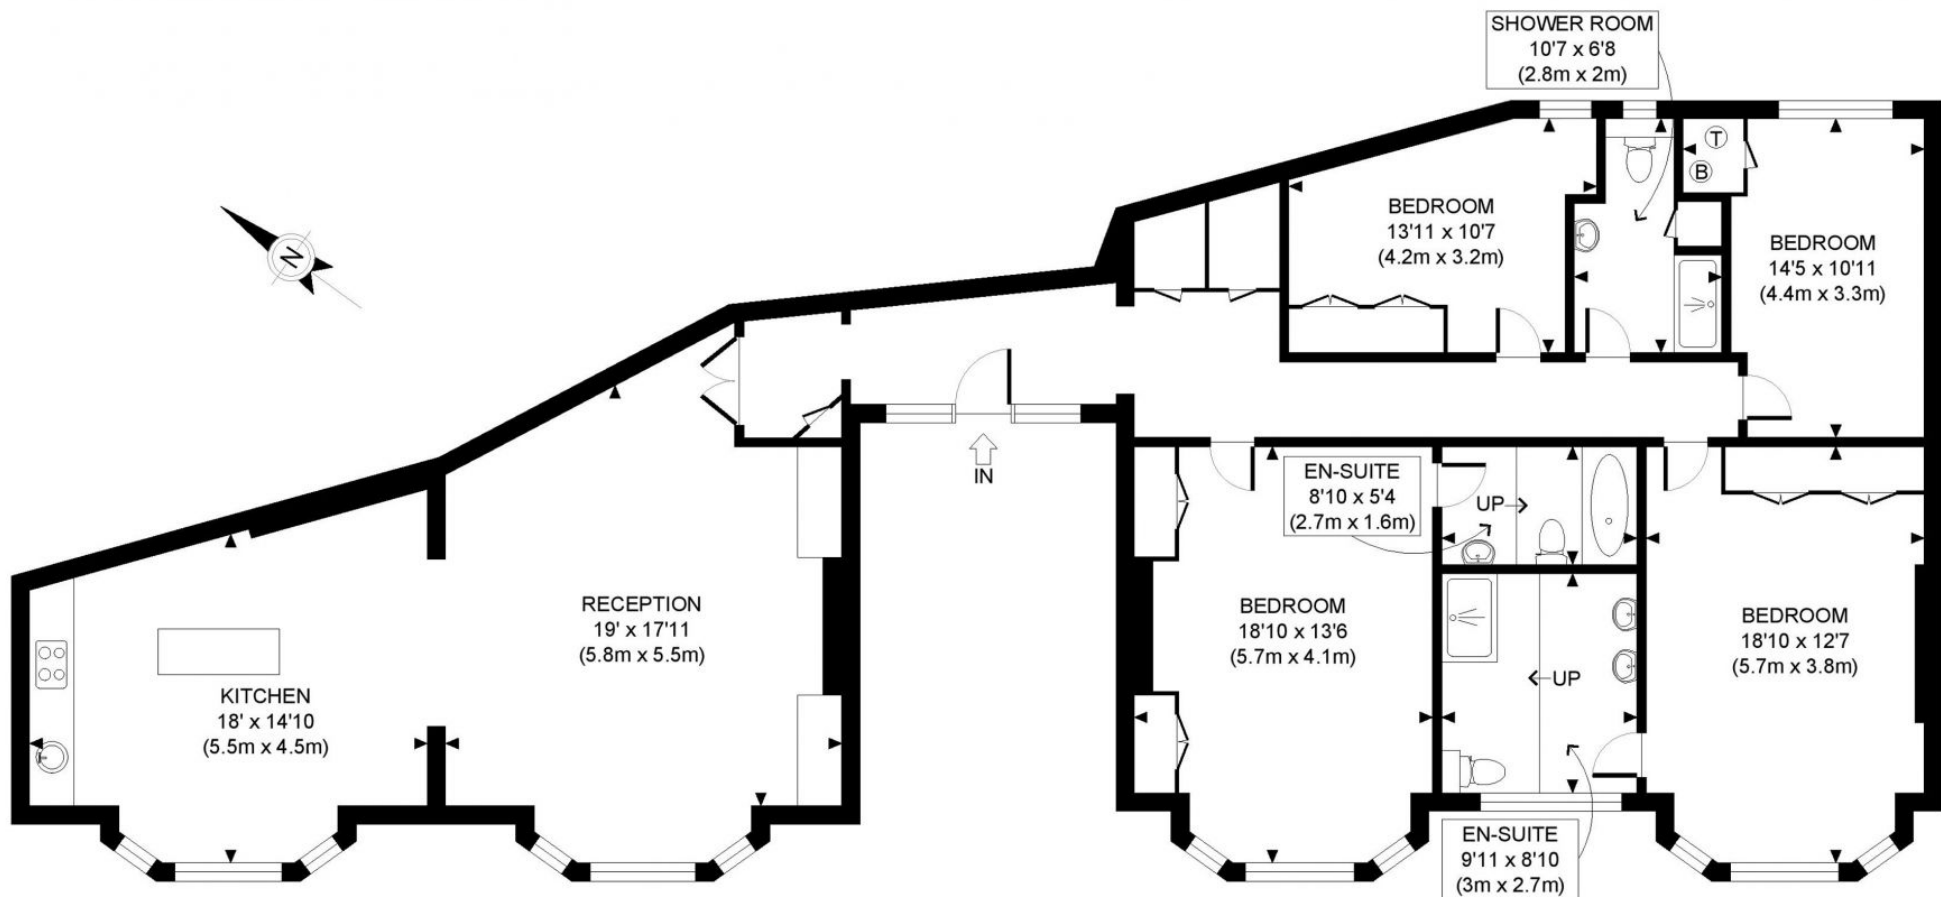 SHOWER ROOM
10'7 x 6'8
(2.8m x 2m)
T
B
BEDROOM
13'11 x 10'7
(4.2m x 3.2m)
BEDROOM
14'5 x 10'11
(4.4m x 3.3m)
N
IN
EN-SUITE
8'10 x 5'4
(2.7m x 1.6m)
UP
RECEPTION
19' x 17'11
(5.8m x 5.5m)
BEDROOM
18'10 x 13'6
(5.7m x 4.1m)
BEDROOM
18'10 x 12'7
(5.7m x 3.8m)
KITCHEN
18' x 14'10
(5.5m x 4.5m)
UP
EN-SUITE
9'11 x 8'10
(3m x 2.7m)